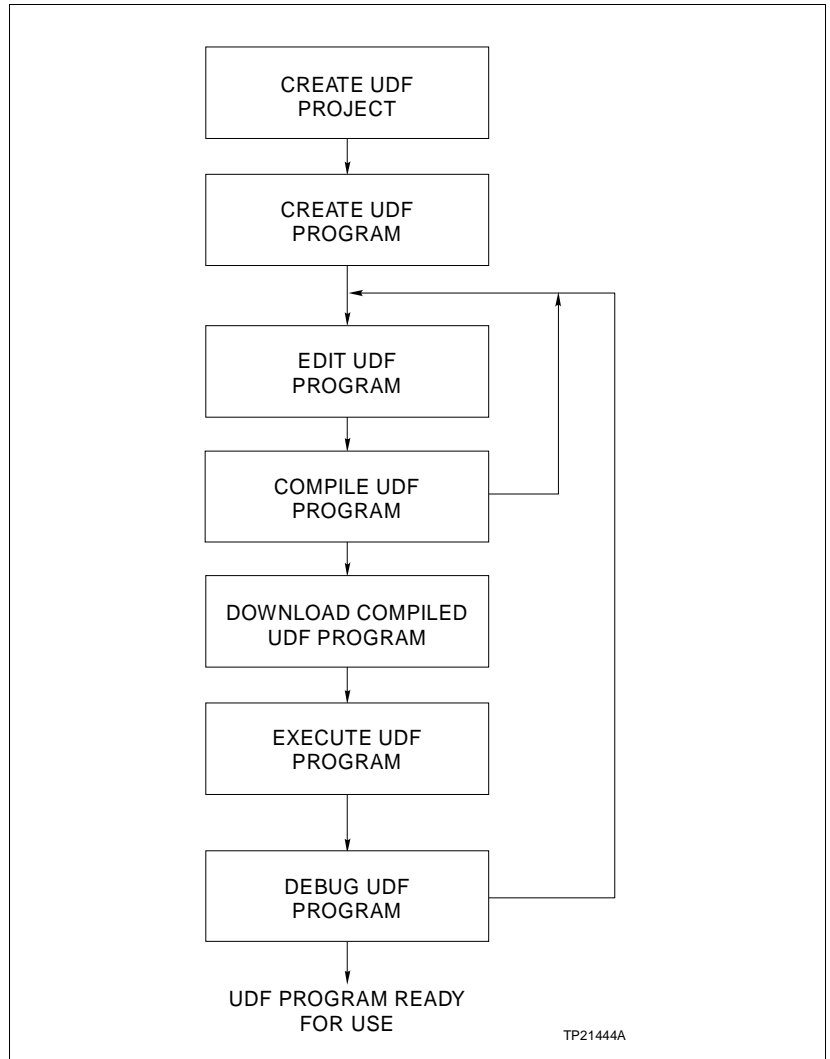 CREATE UDF
PROJECT
CREATE UDF
PROGRAM
EDIT UDF
PROGRAM
COMPILE UDF
PROGRAM
DOWNLOAD COMPILED
UDF PROGRAM
EXECUTE UDF
PROGRAM
DEBUG UDF
PROGRAM
UDF PROGRAM READY
FOR USE
TP21444A